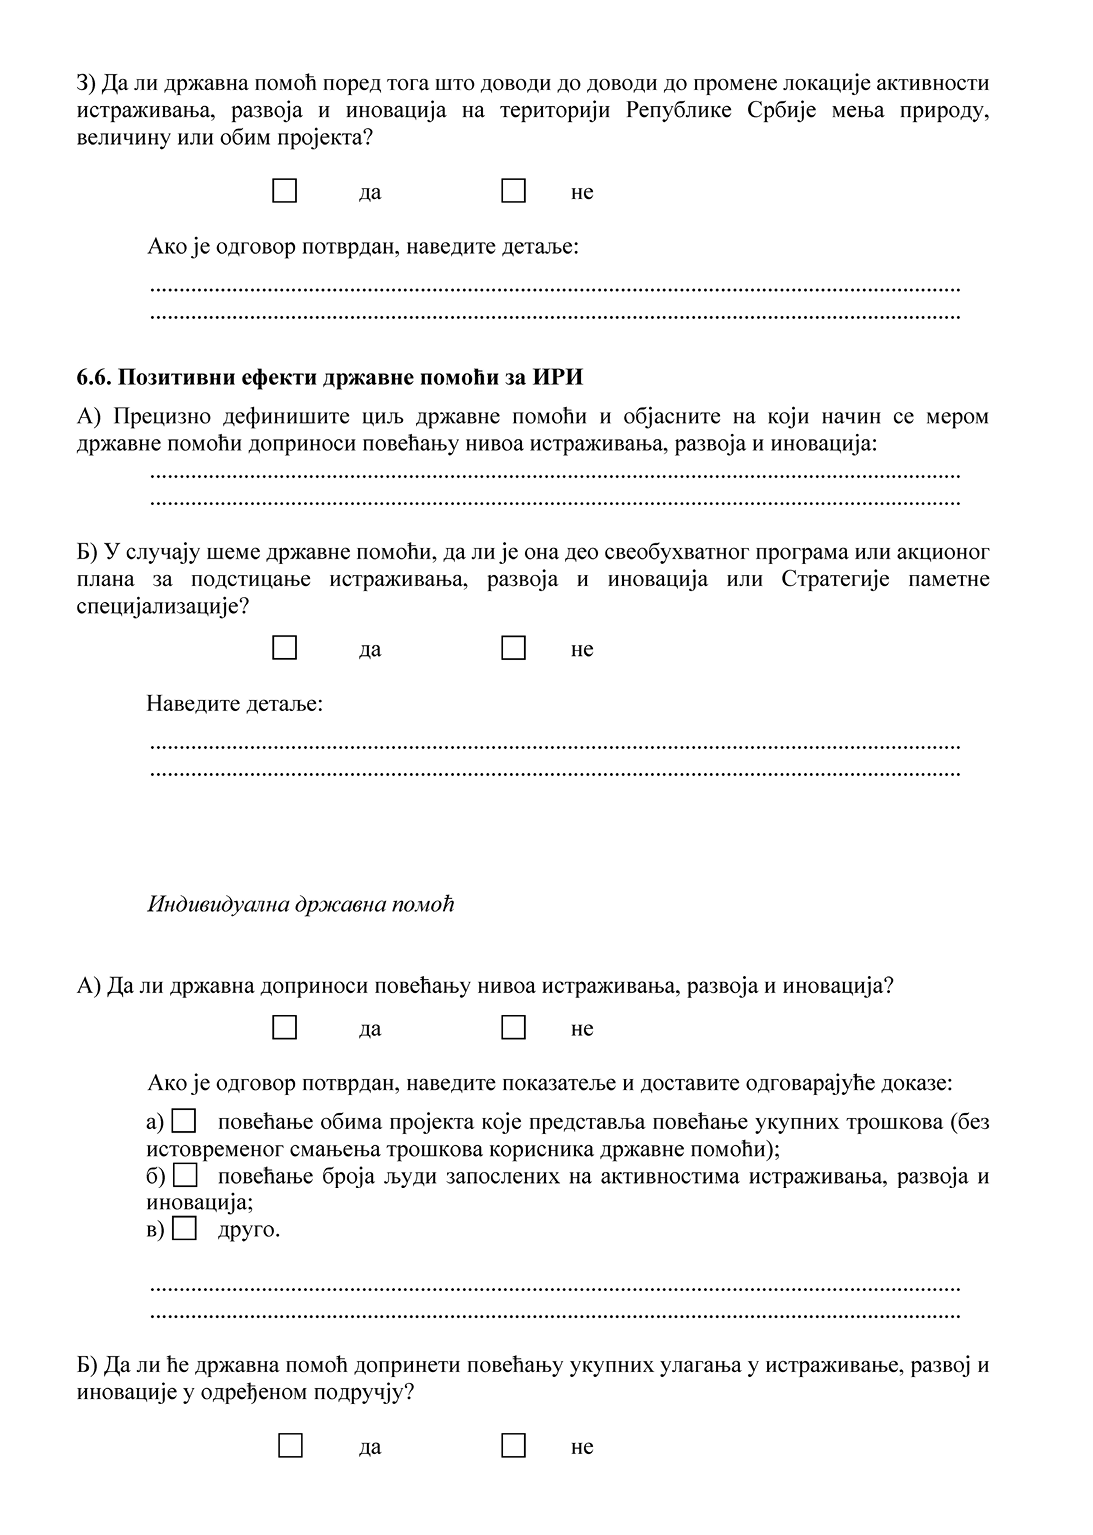 З) Да ли државна помоћ поред тога што доводи до доводи до промене локације активности
истраживања, развоја и иновација на територији Републике Србије мења природу,
величину или обим пројекта?
☐ да ☐ не
Ако је одговор потврдан, наведите детаље:
..........................................................................................................................................
..........................................................................................................................................
6.6. Позитивни ефекти државне помоћи за ИРИ
А) Прецизно дефинишите циљ државне помоћи и објасните на који начин се мером
државне помоћи доприноси повећању нивоа истраживања, развоја и иновација:
..........................................................................................................................................
..........................................................................................................................................
Б) У случају шеме државне помоћи, да ли је она део свеобухватног програма или акционог
плана за подстицање истраживања, развоја и иновација или Стратегије паметне
специјализације?
☐ да ☐ не
Наведите детаље:
..........................................................................................................................................
..........................................................................................................................................
Индивидуална државна помоћ
А) Да ли државна доприноси повећању нивоа истраживања, развоја и иновација?
☐ да ☐ не
Ако је одговор потврдан, наведите показатеље и доставите одговарајуће доказе:
а) ☐ повећање обима пројекта које представља повећање укупних трошкова (без
истовременог смањења трошкова корисника државне помоћи);
б) ☐ повећање броја људи запослених на активностима истраживања, развоја и
иновација;
в) ☐ друго.
..........................................................................................................................................
..........................................................................................................................................
Б) Да ли ће државна помоћ допринети повећању укупних улагања у истраживање, развој и
иновације у одређеном подручју?
☐ да ☐ не